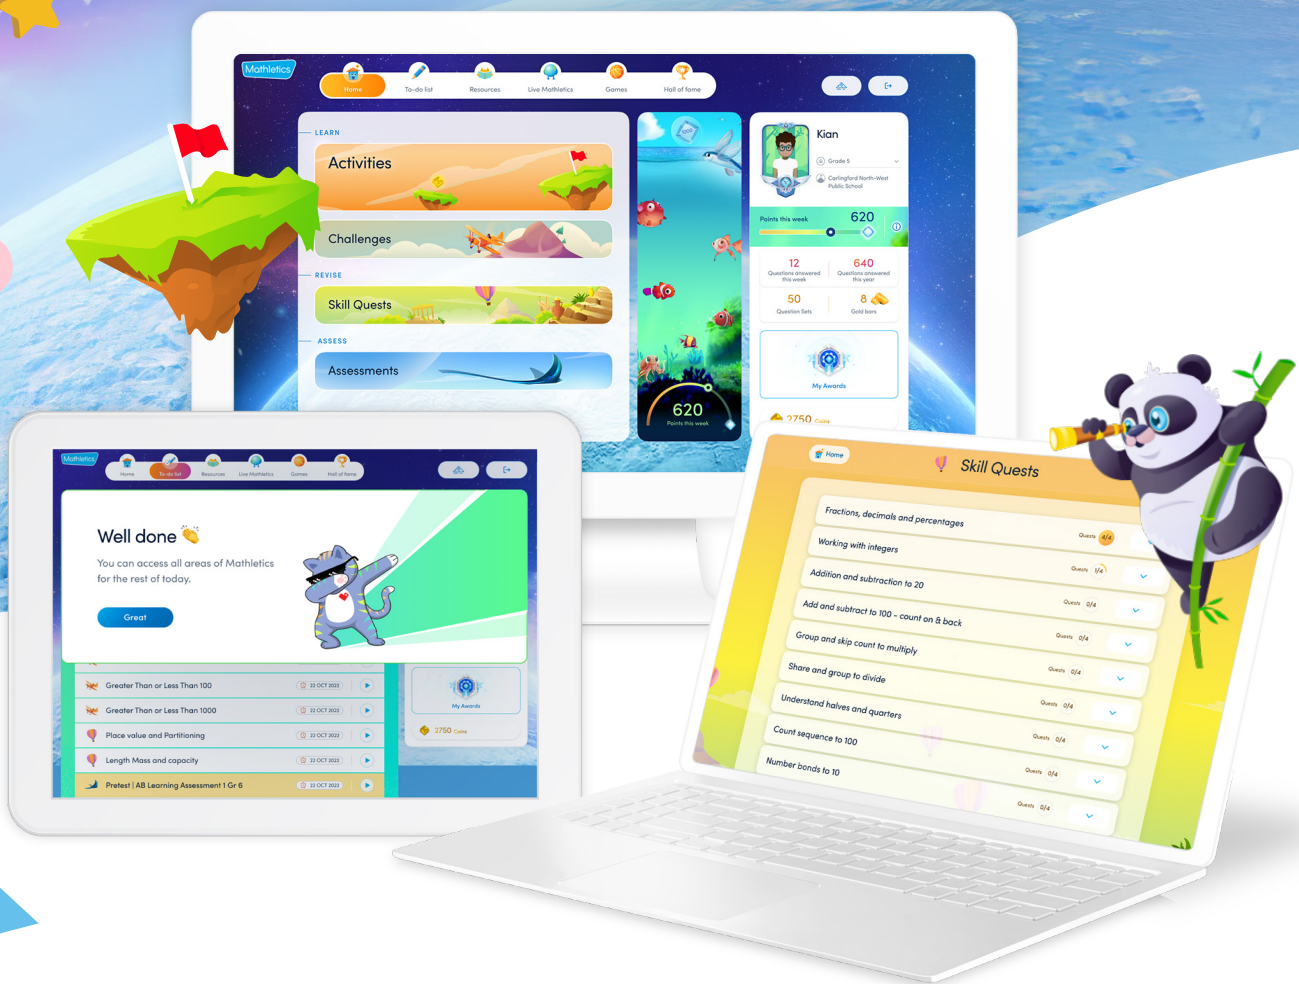 Mathletics
Home
To-do list
Resources
Live Mathletics
Games
Hall of fame
LEARN
Activities
Challenges
REVISE
Skill Quests
ASSESS
Assessments
620
Points this week
Kian
Grade 5
Carlingford North-West
Public School
Points this week
620
12
Questions answered
this week
640
Questions answered
this year
50
Question Sets
8
Gold bars
My Awards
2750 Coins
Mathletics
Home
To-do list
Resources
Live Mathletics
Games
Hall of fame
Well done
You can access all areas of Mathletics
for the rest of today.
Great
Greater Than or Less Than 100
22 OCT 2023
Greater Than or Less Than 1000
22 OCT 2023
Place value and Partitioning
22 OCT 2023
Length Mass and capacity
22 OCT 2023
Pretest | AB Learning Assessment 1 Gr 6
22 OCT 2023
My Awards
2750 Coins
Home
Skill Quests
Fractions, decimals and percentages
Quests 4/4
Working with integers
Quests 1/4
Addition and subtraction to 20
Quests 0/4
Add and subtract to 100 - count on & back
Quests 0/4
Group and skip count to multiply
Quests 0/4
Share and group to divide
Quests 0/4
Understand halves and quarters
Quests 0/4
Count sequence to 100
Quests 0/4
Number bonds to 10
Quests 0/4